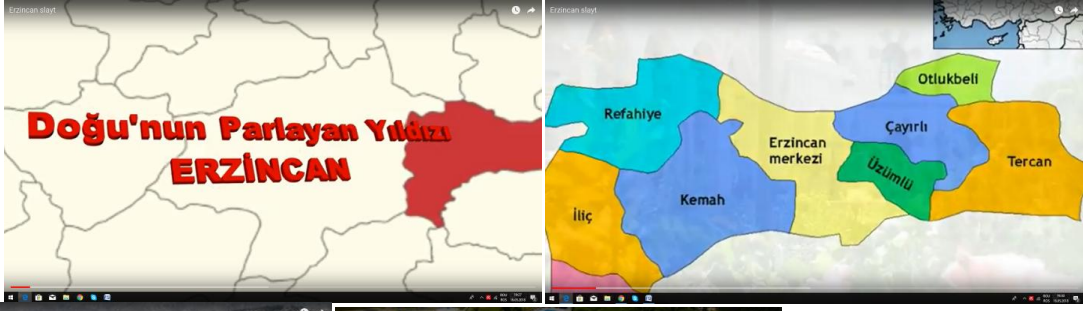 Erzincan slayt
Doğu'nun Parlayan Yıldızı
ERZİNCAN
Erzincan slayt
Otlukbeli
Refahiye
Çayırlı
Erzincan
merkezi
Tercan
Üzümlü
Kemah
İliç